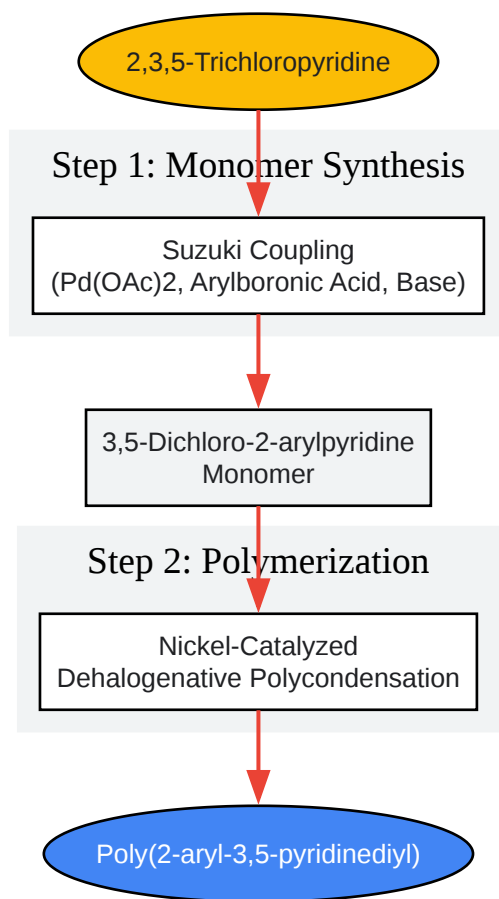 2,3,5-Trichloropyridine
Step 1: Monomer Synthesis
Suzuki Coupling
(Pd(OAc)2, Arylboronic Acid, Base)
3,5-Dichloro-2-arylpyridine
Monomer
Step 2: Polymerization
Nickel-Catalyzed
Dehalogenative Polycondensation
Poly(2-aryl-3,5-pyridinediyl)